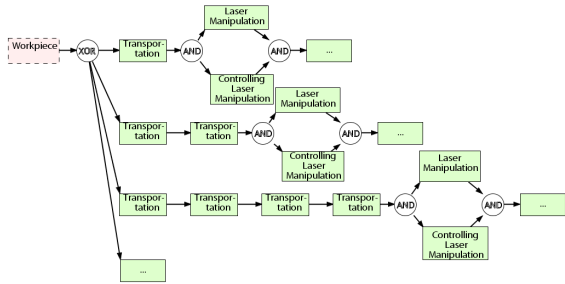 Laser
Manipulation
Workpiece
XOR
Transpor-
tation
AND
AND
...
Controlling
Laser
Manipulation
Laser
Manipulation
Transpor-
tation
Transpor-
tation
AND
AND
...
Controlling
Laser
Manipulation
Laser
Manipulation
Transpor-
tation
Transpor-
tation
Transpor-
tation
Transpor-
tation
AND
AND
...
Controlling
Laser
Manipulation
...